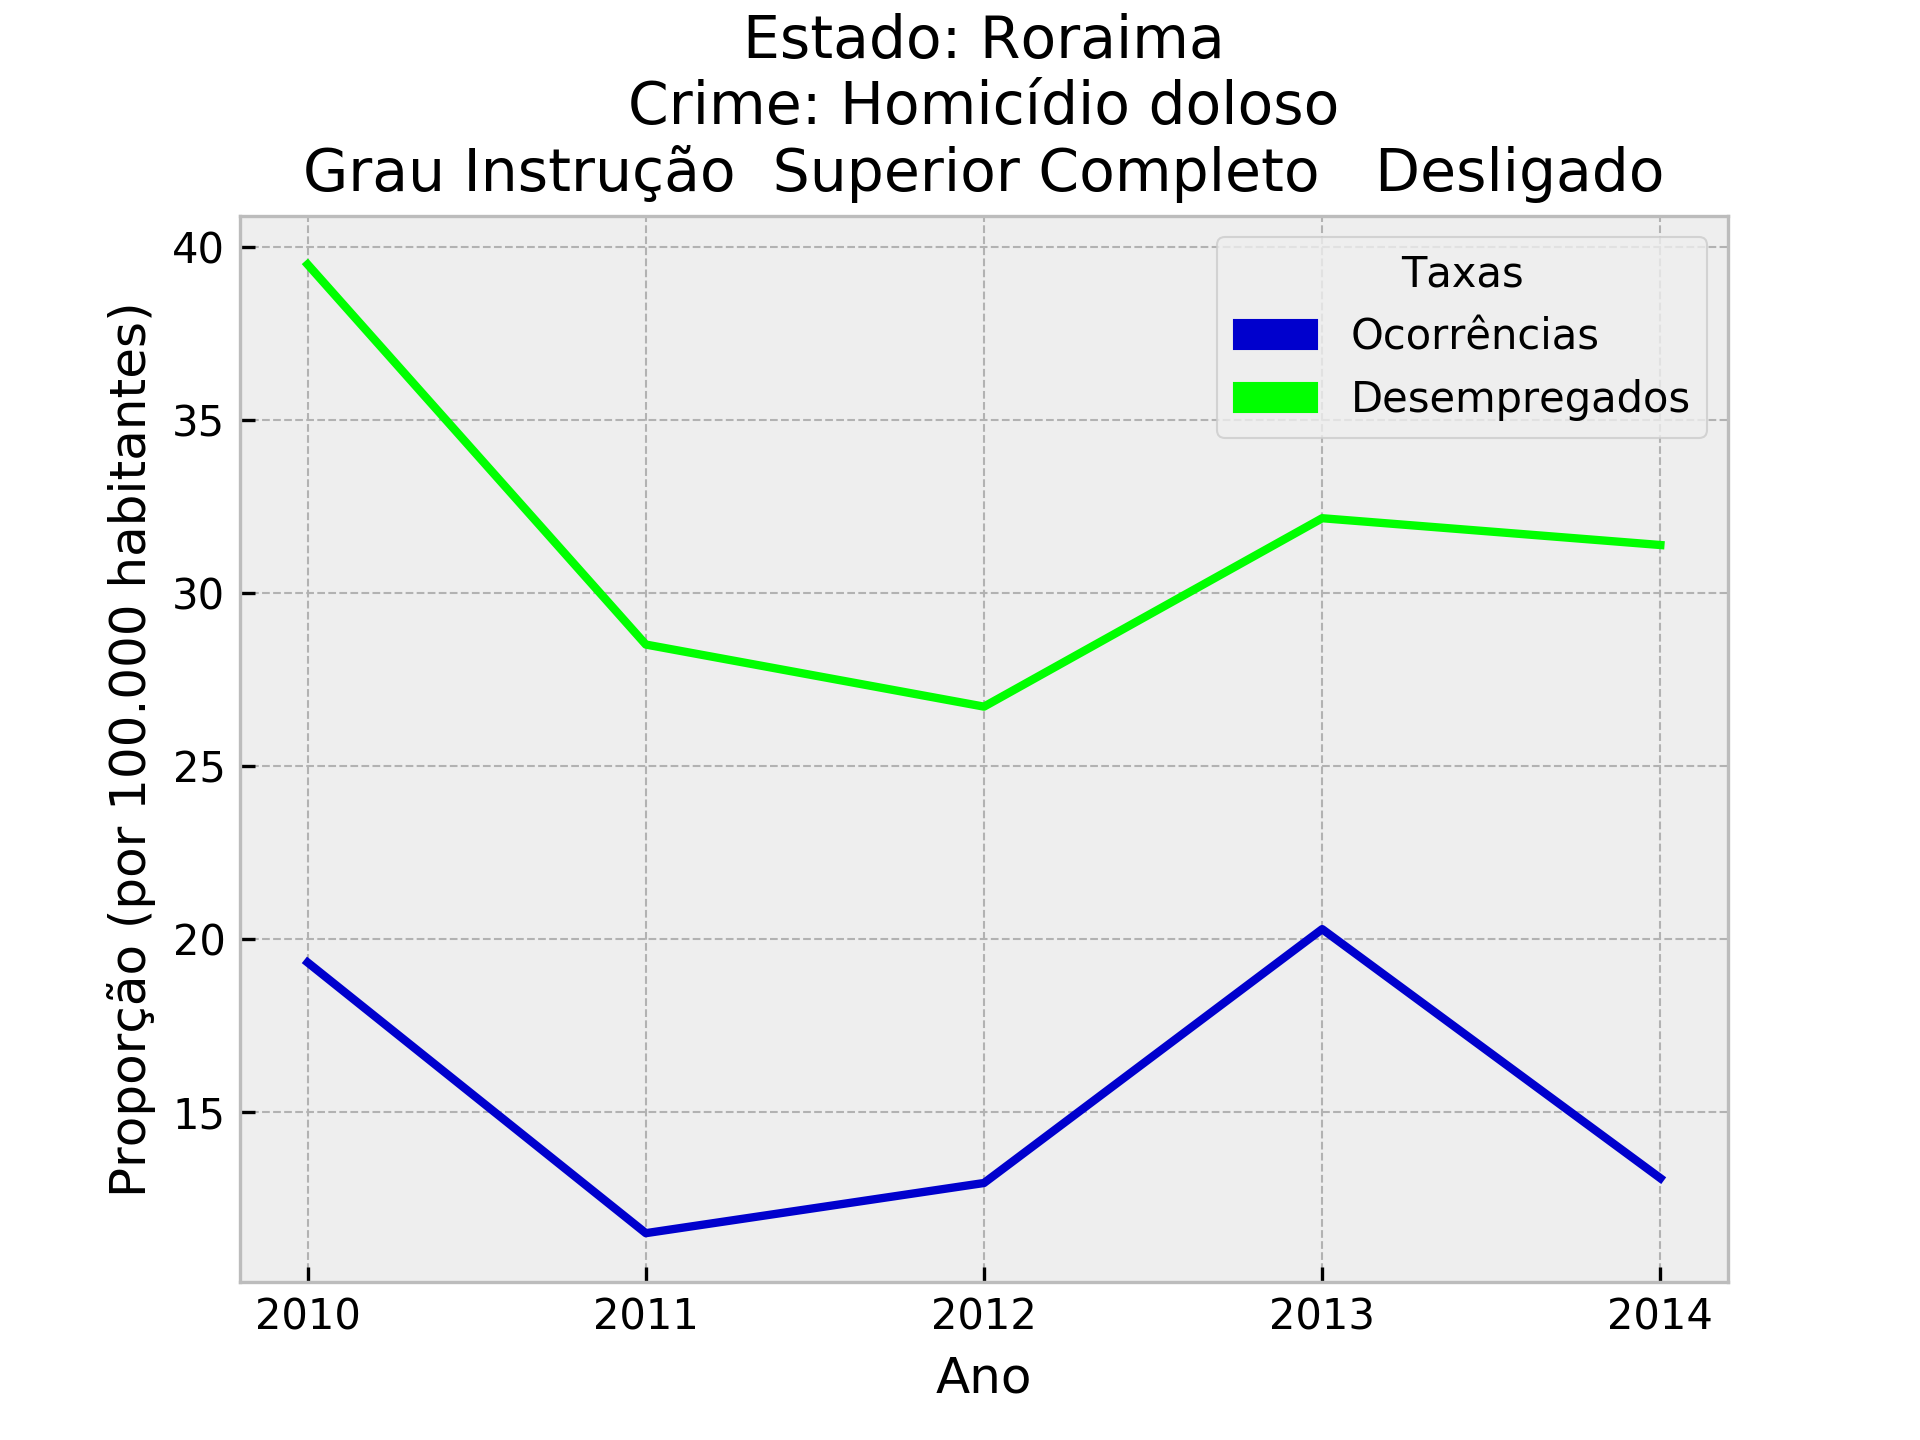 Estado: Roraima
Crime: Homicídio doloso
Grau Instrução  Superior Completo   Desligado
Proporção (por 100.000 habitantes)
40
35
30
25
20
15
Taxas
Ocorrências
Desempregados
2010 2011 2012 2013 2014
Ano